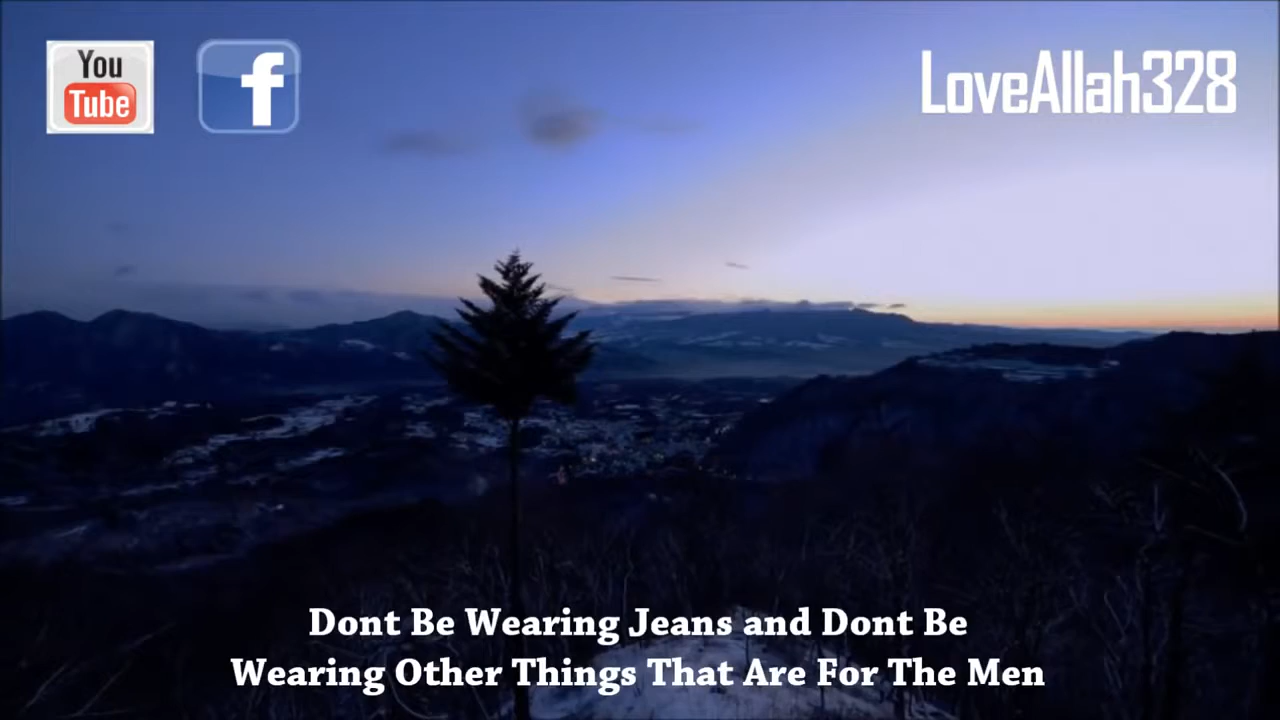 You
Tube
f
LoveAllah328
Dont Be Wearing Jeans and Dont Be
Wearing Other Things That Are For The Men